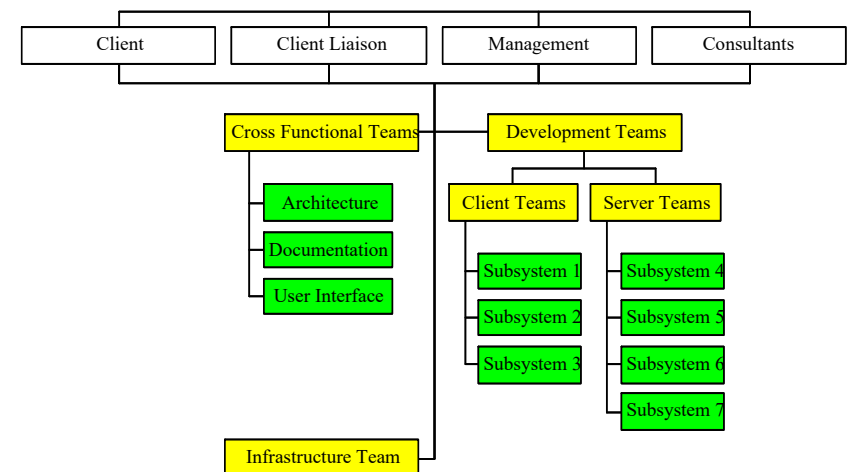 Client
Client Liaison
Management
Consultants
Cross Functional Teams
Development Teams
Architecture
Documentation
User Interface
Client Teams
Server Teams
Subsystem 1
Subsystem 2
Subsystem 3
Subsystem 4
Subsystem 5
Subsystem 6
Subsystem 7
Infrastructure Team